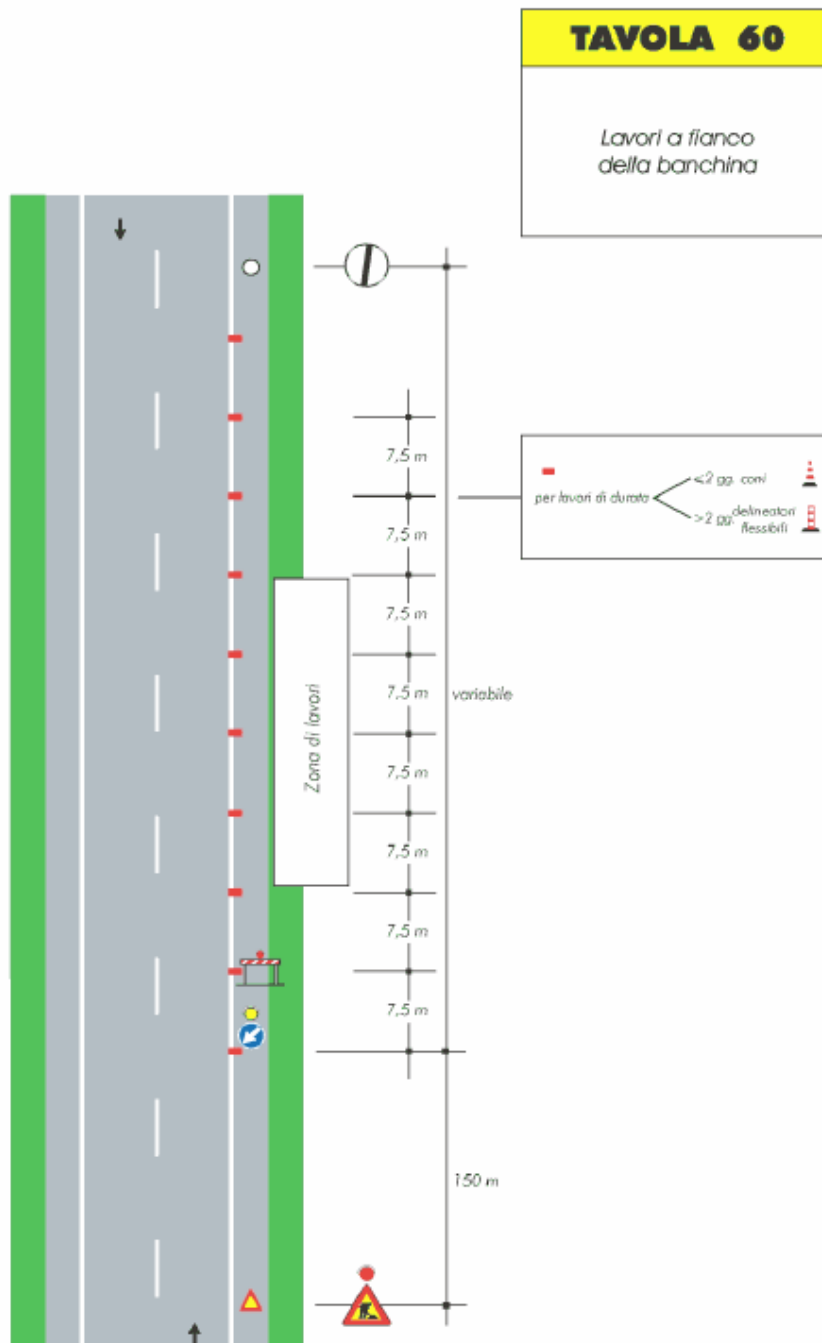 TAVOLA 60
Lavori a fianco
della banchina
7,5 m
7,5 m
per lavori di durata
≤2 gg. coni
>2 gg. delineatori
flessibili
7,5 m
7,5 m
variabile
Zona di lavori
7,5 m
7,5 m
7,5 m
7,5 m
150 m